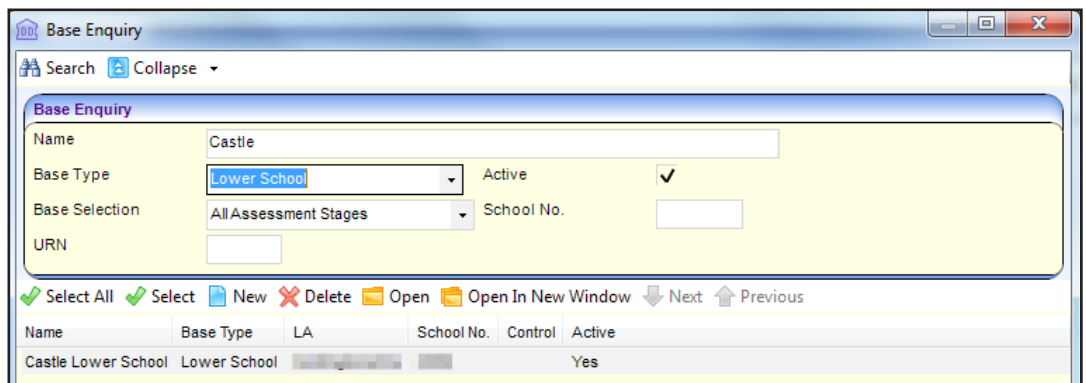 Base Enquiry
Search Collapse
Base Enquiry
Name Castle
Base Type Lower School Active
Base Selection All Assessment Stages School No.
URN
Select All Select New Delete Open Open In New Window Next Previous
Name Base Type LA School No. Control Active
Castle Lower School Lower School Yes